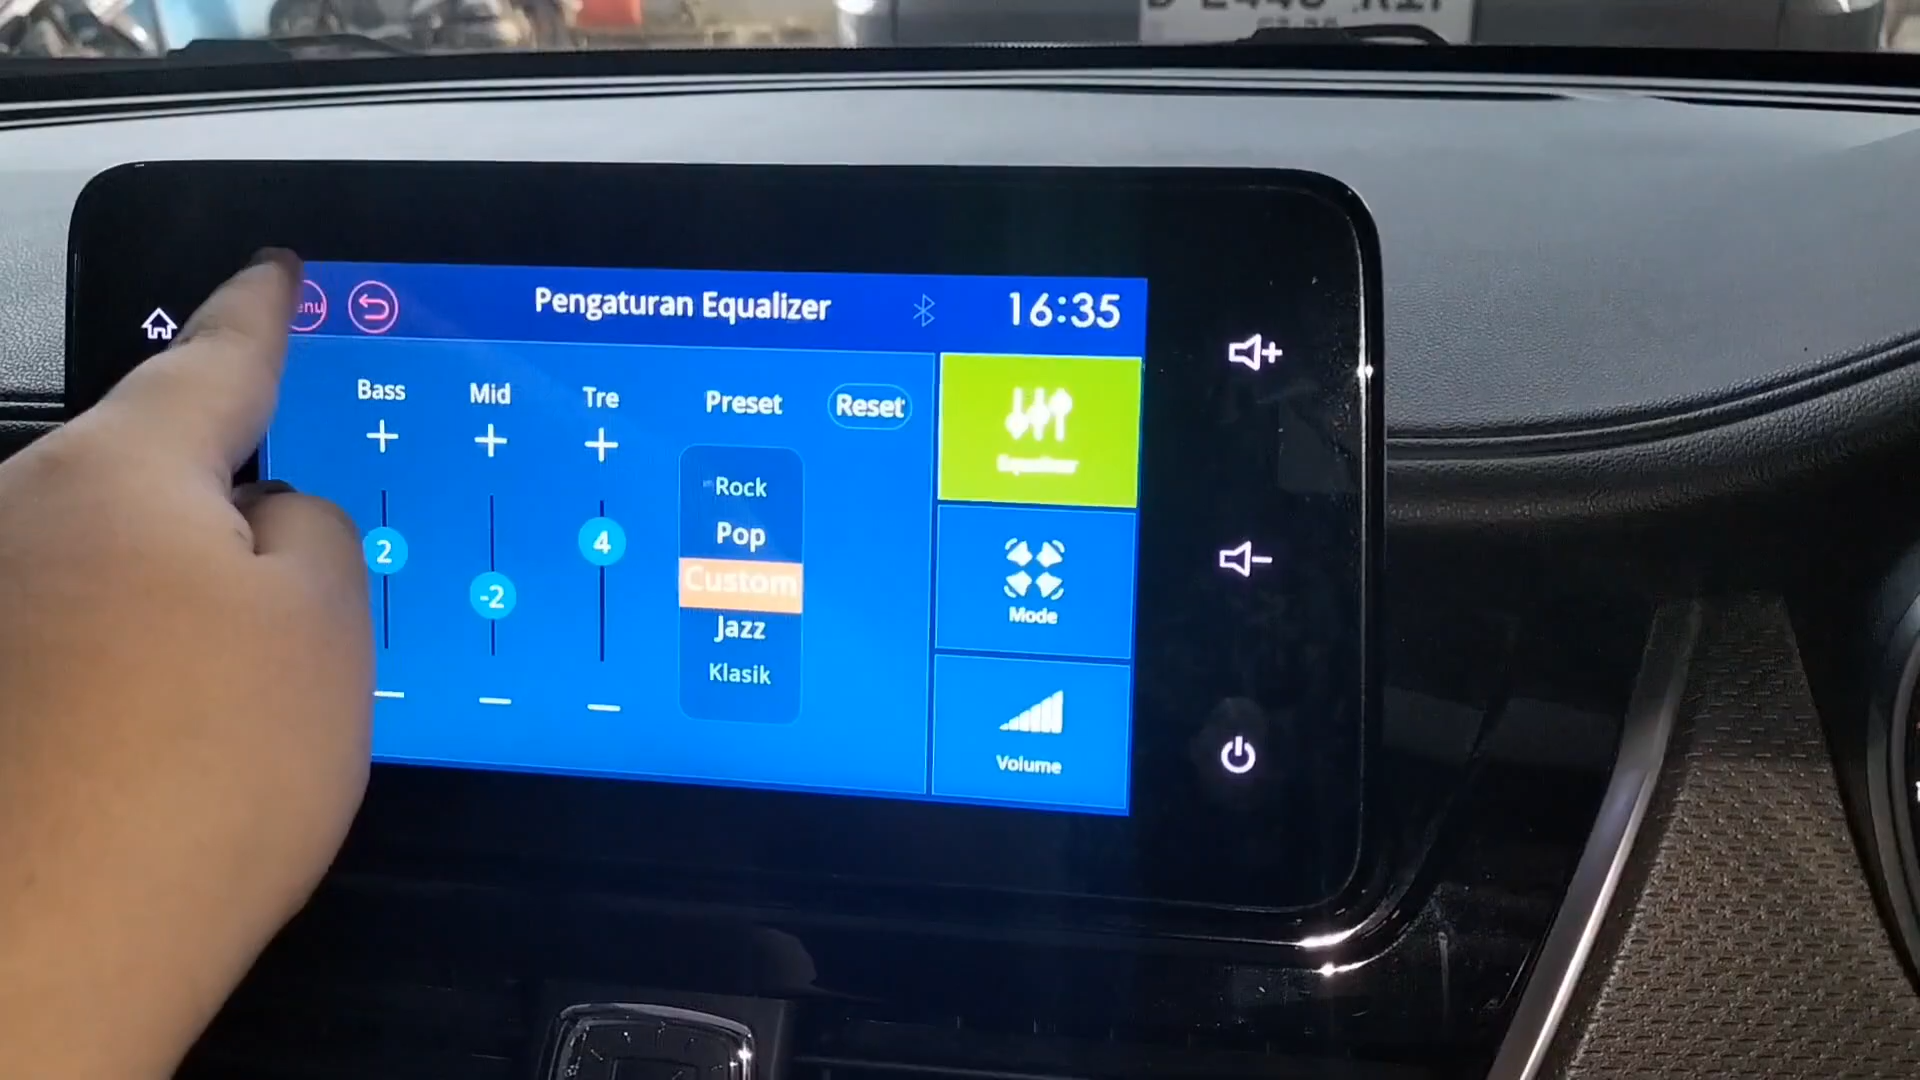 Pengaturan Equalizer
16:35
Bass
Mid
Tre
Preset
Reset
+
+
+
2
-2
4
Rock
Pop
Custom
Jazz
Klasik
Equalizer
Mode
Volume